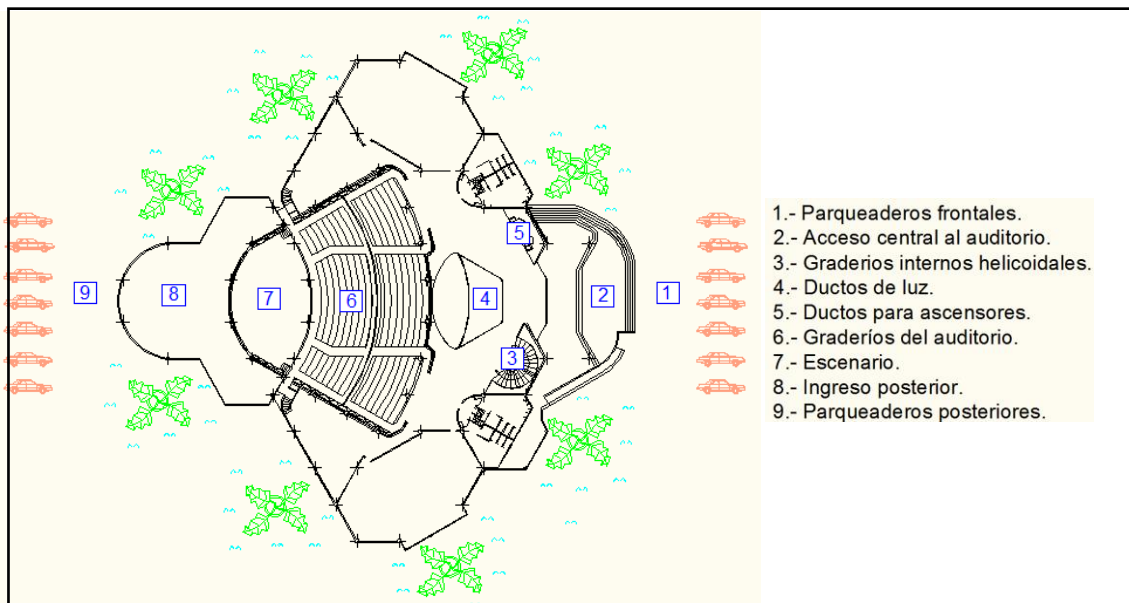 5
9
8
7
6
4
2
1
3
1.- Parqueaderos frontales.
2.- Acceso central al auditorio.
3.- Graderios internos helicoidales.
4.- Ductos de luz.
5.- Ductos para ascensores.
6.- Graderíos del auditorio.
7.- Escenario.
8.- Ingreso posterior.
9.- Parqueaderos posteriores.